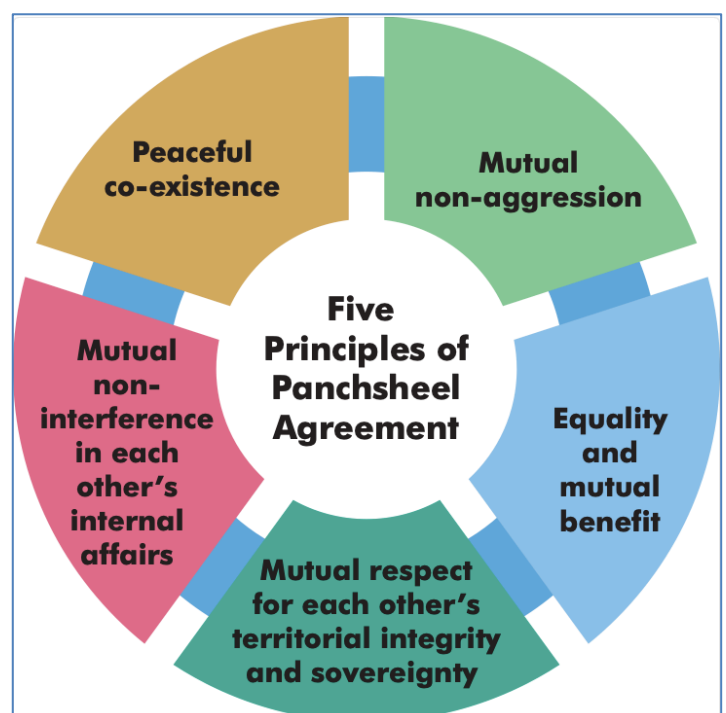 Peaceful
co-existence
Mutual
non-aggression
Five
Principles of
Panchsheel
Agreement
Mutual
non-
interference
in each
other's
internal
affairs
Equality
and
mutual
benefit
Mutual respect
for each other's
territorial integrity
and sovereignty